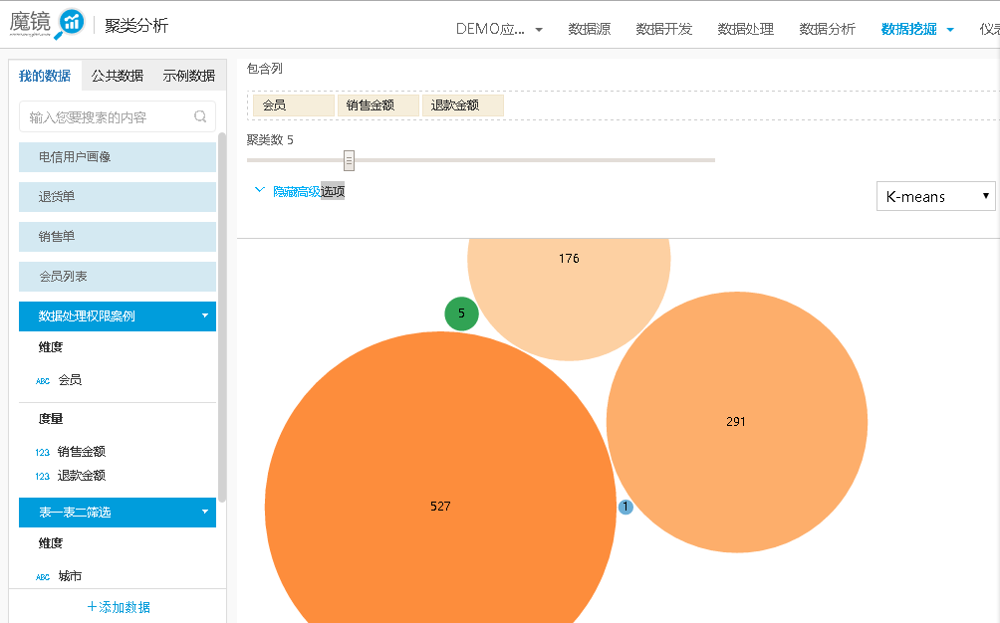 魔镜
聚类分析
DEMO应... 数据源 数据开发 数据处理 数据分析 数据挖掘 仪表
我的数据 公共数据 示例数据
输入您要搜索的内容
电信用户画像
退货单
销售单
会员列表
数据处理权限案例
维度
ABC 会员
度量
123 销售金额
123 退款金额
表一表二筛选
维度
ABC 城市
+添加数据
包含列
会员 销售金额 退款金额
聚类数 5
隐藏高级选项
K-means
176
5
291
527
1